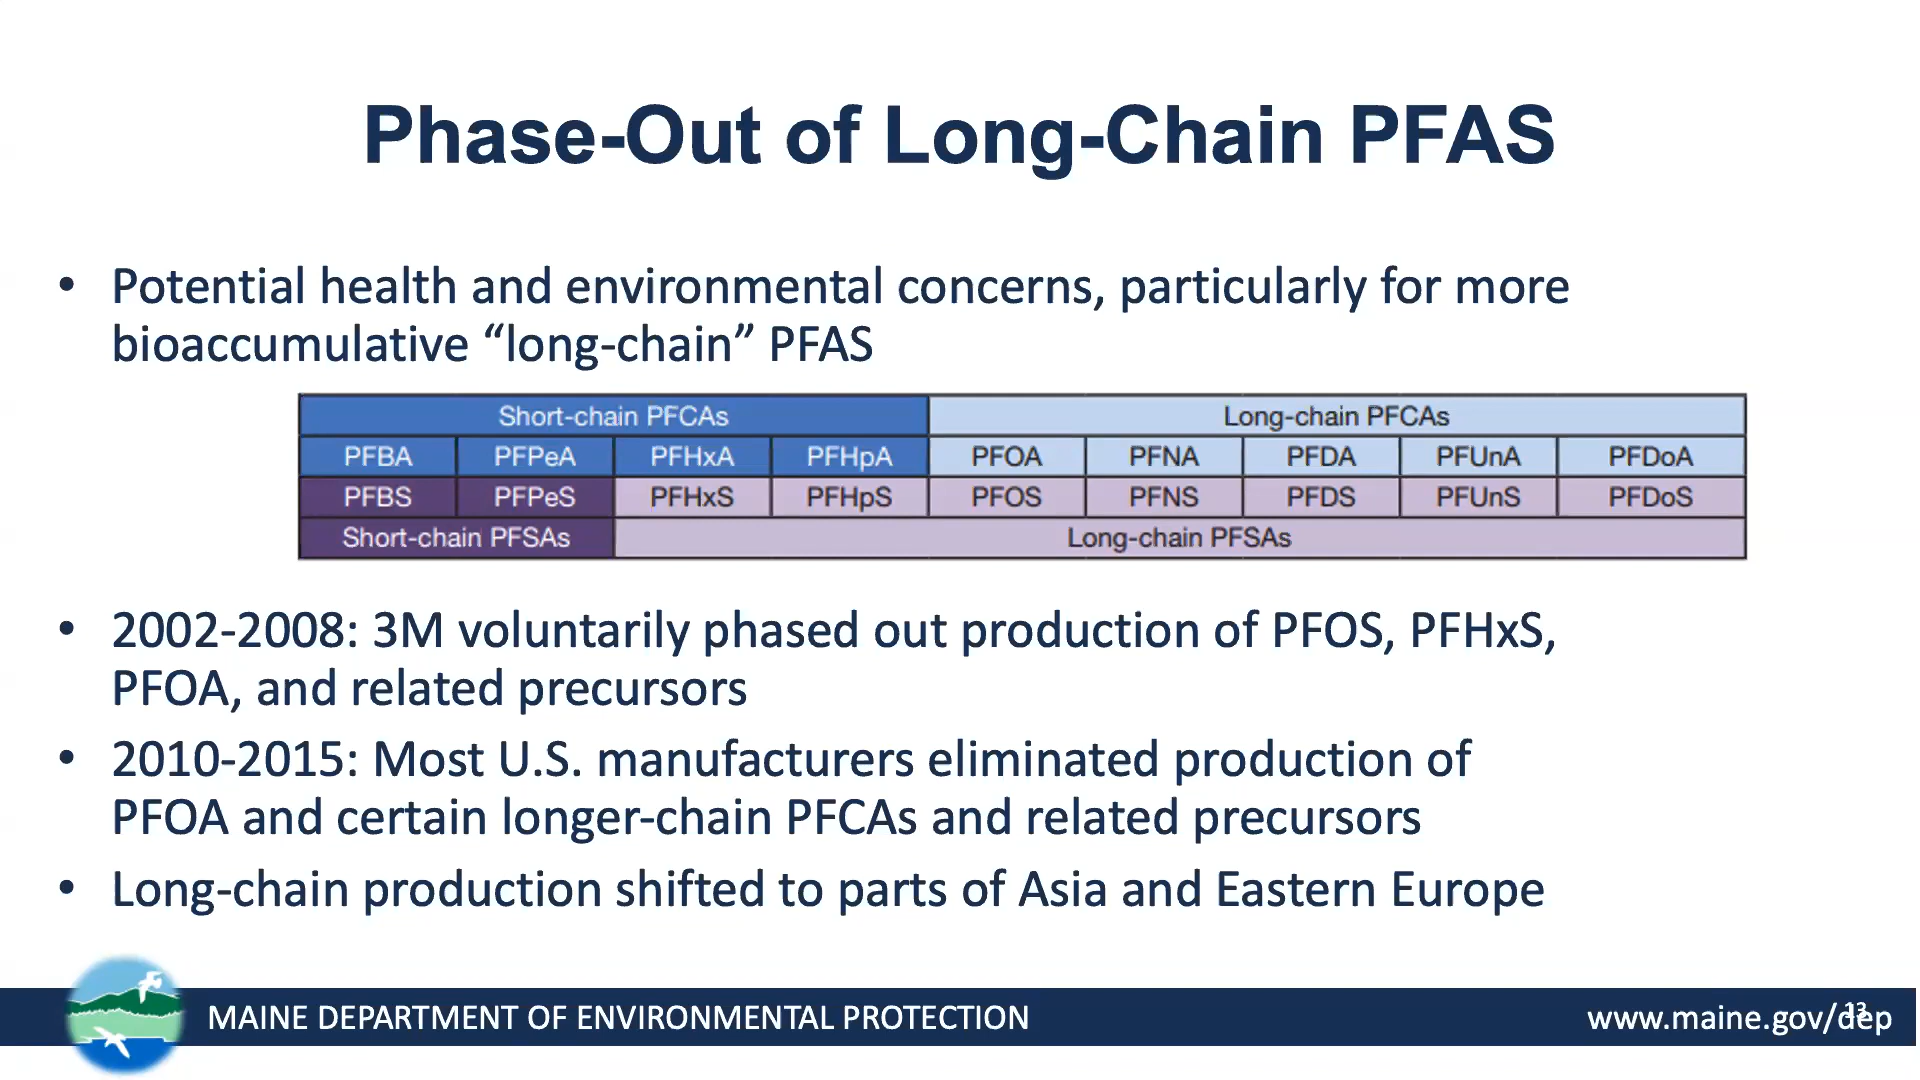 Phase-Out of Long-Chain PFAS
• Potential health and environmental concerns, particularly for more
bioaccumulative “long-chain” PFAS
Short-chain PFCAs Long-chain PFCAs
PFBA PFPeA PFHxA PFHpA PFOA PFNA PFDA PFUnA PFDoA
PFBS PFPeS PFHxS PFHpS PFOS PFNS PFDS PFUnS PFDoS
Short-chain PFSAs Long-chain PFSAs
• 2002-2008: 3M voluntarily phased out production of PFOS, PFHxS,
PFOA, and related precursors
• 2010-2015: Most U.S. manufacturers eliminated production of
PFOA and certain longer-chain PFCAs and related precursors
• Long-chain production shifted to parts of Asia and Eastern Europe
MAINE DEPARTMENT OF ENVIRONMENTAL PROTECTION
www.maine.gov/dep
13